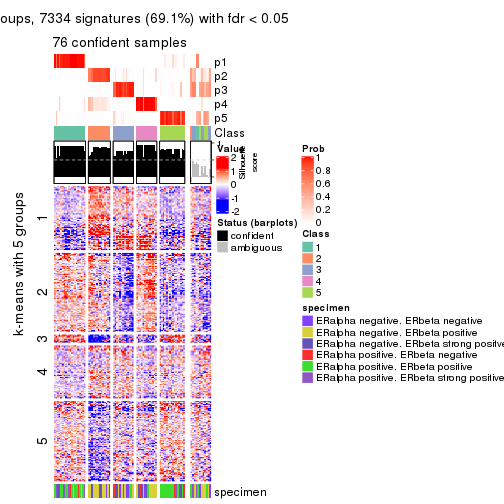 oups, 7334 signatures (69.1%) with fdr < 0.05
76 confident samples
p1
p2
p3
p4
p5
Class
1
2
3
4
5
k-means with 5 groups
specimen
Value
2
1
0
-1
-2
1
Silhouette
score
Status (barplots)
confident
ambiguous
Prob
1
0.8
0.6
0.4
0.2
0
Class
1
2
3
4
5
specimen
ERalpha negative. ERbeta negative
ERalpha negative. ERbeta positive
ERalpha negative. ERbeta strong positive
ERalpha positive. ERbeta negative
ERalpha positive. ERbeta positive
ERalpha positive. ERbeta strong positive